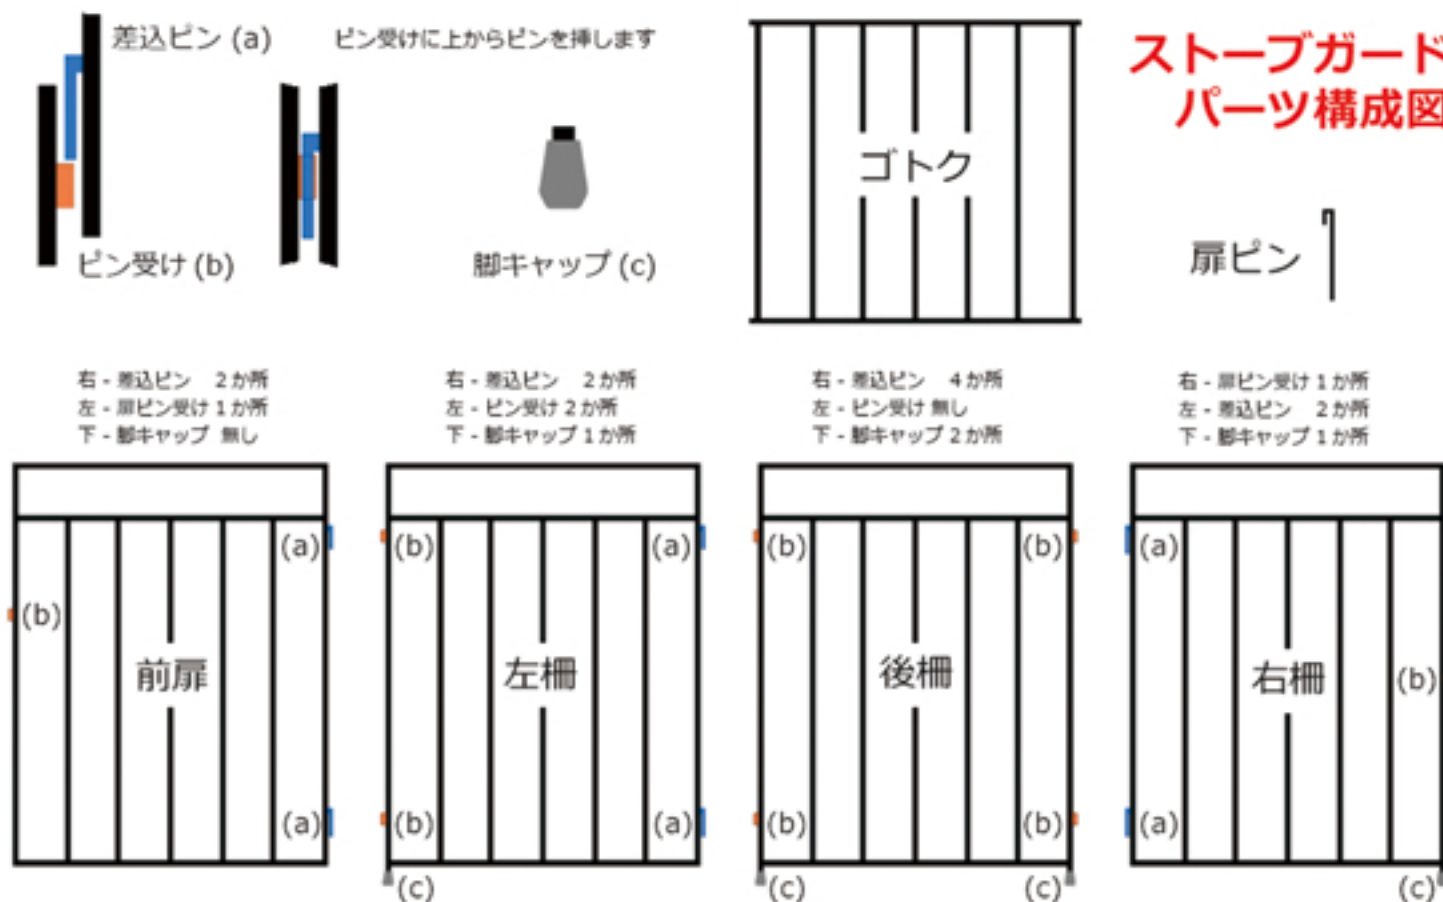 差込ピン (a)
ピン受けに上からピンを挿します
ピン受け (b)
脚キャップ (c)
ゴトク
ストーブガード
パーツ構成図
扉ピン
右 - 差込ピン 2か所
左 - 扉ピン受け 1か所
下 - 脚キャップ 無し
右 - 差込ピン 2か所
左 - ピン受け 2か所
下 - 脚キャップ 1か所
右 - 差込ピン 4か所
左 - ピン受け 無し
下 - 脚キャップ 2か所
右 - 扉ピン受け 1か所
左 - 差込ピン 2か所
下 - 脚キャップ 1か所
(a)
(b)
前扉
(a)
(b)
(a)
左柵
(b)
(a)
(c)
(b)
(b)
後柵
(b)
(b)
(c)
(c)
(a)
右柵
(b)
(a)
(c)